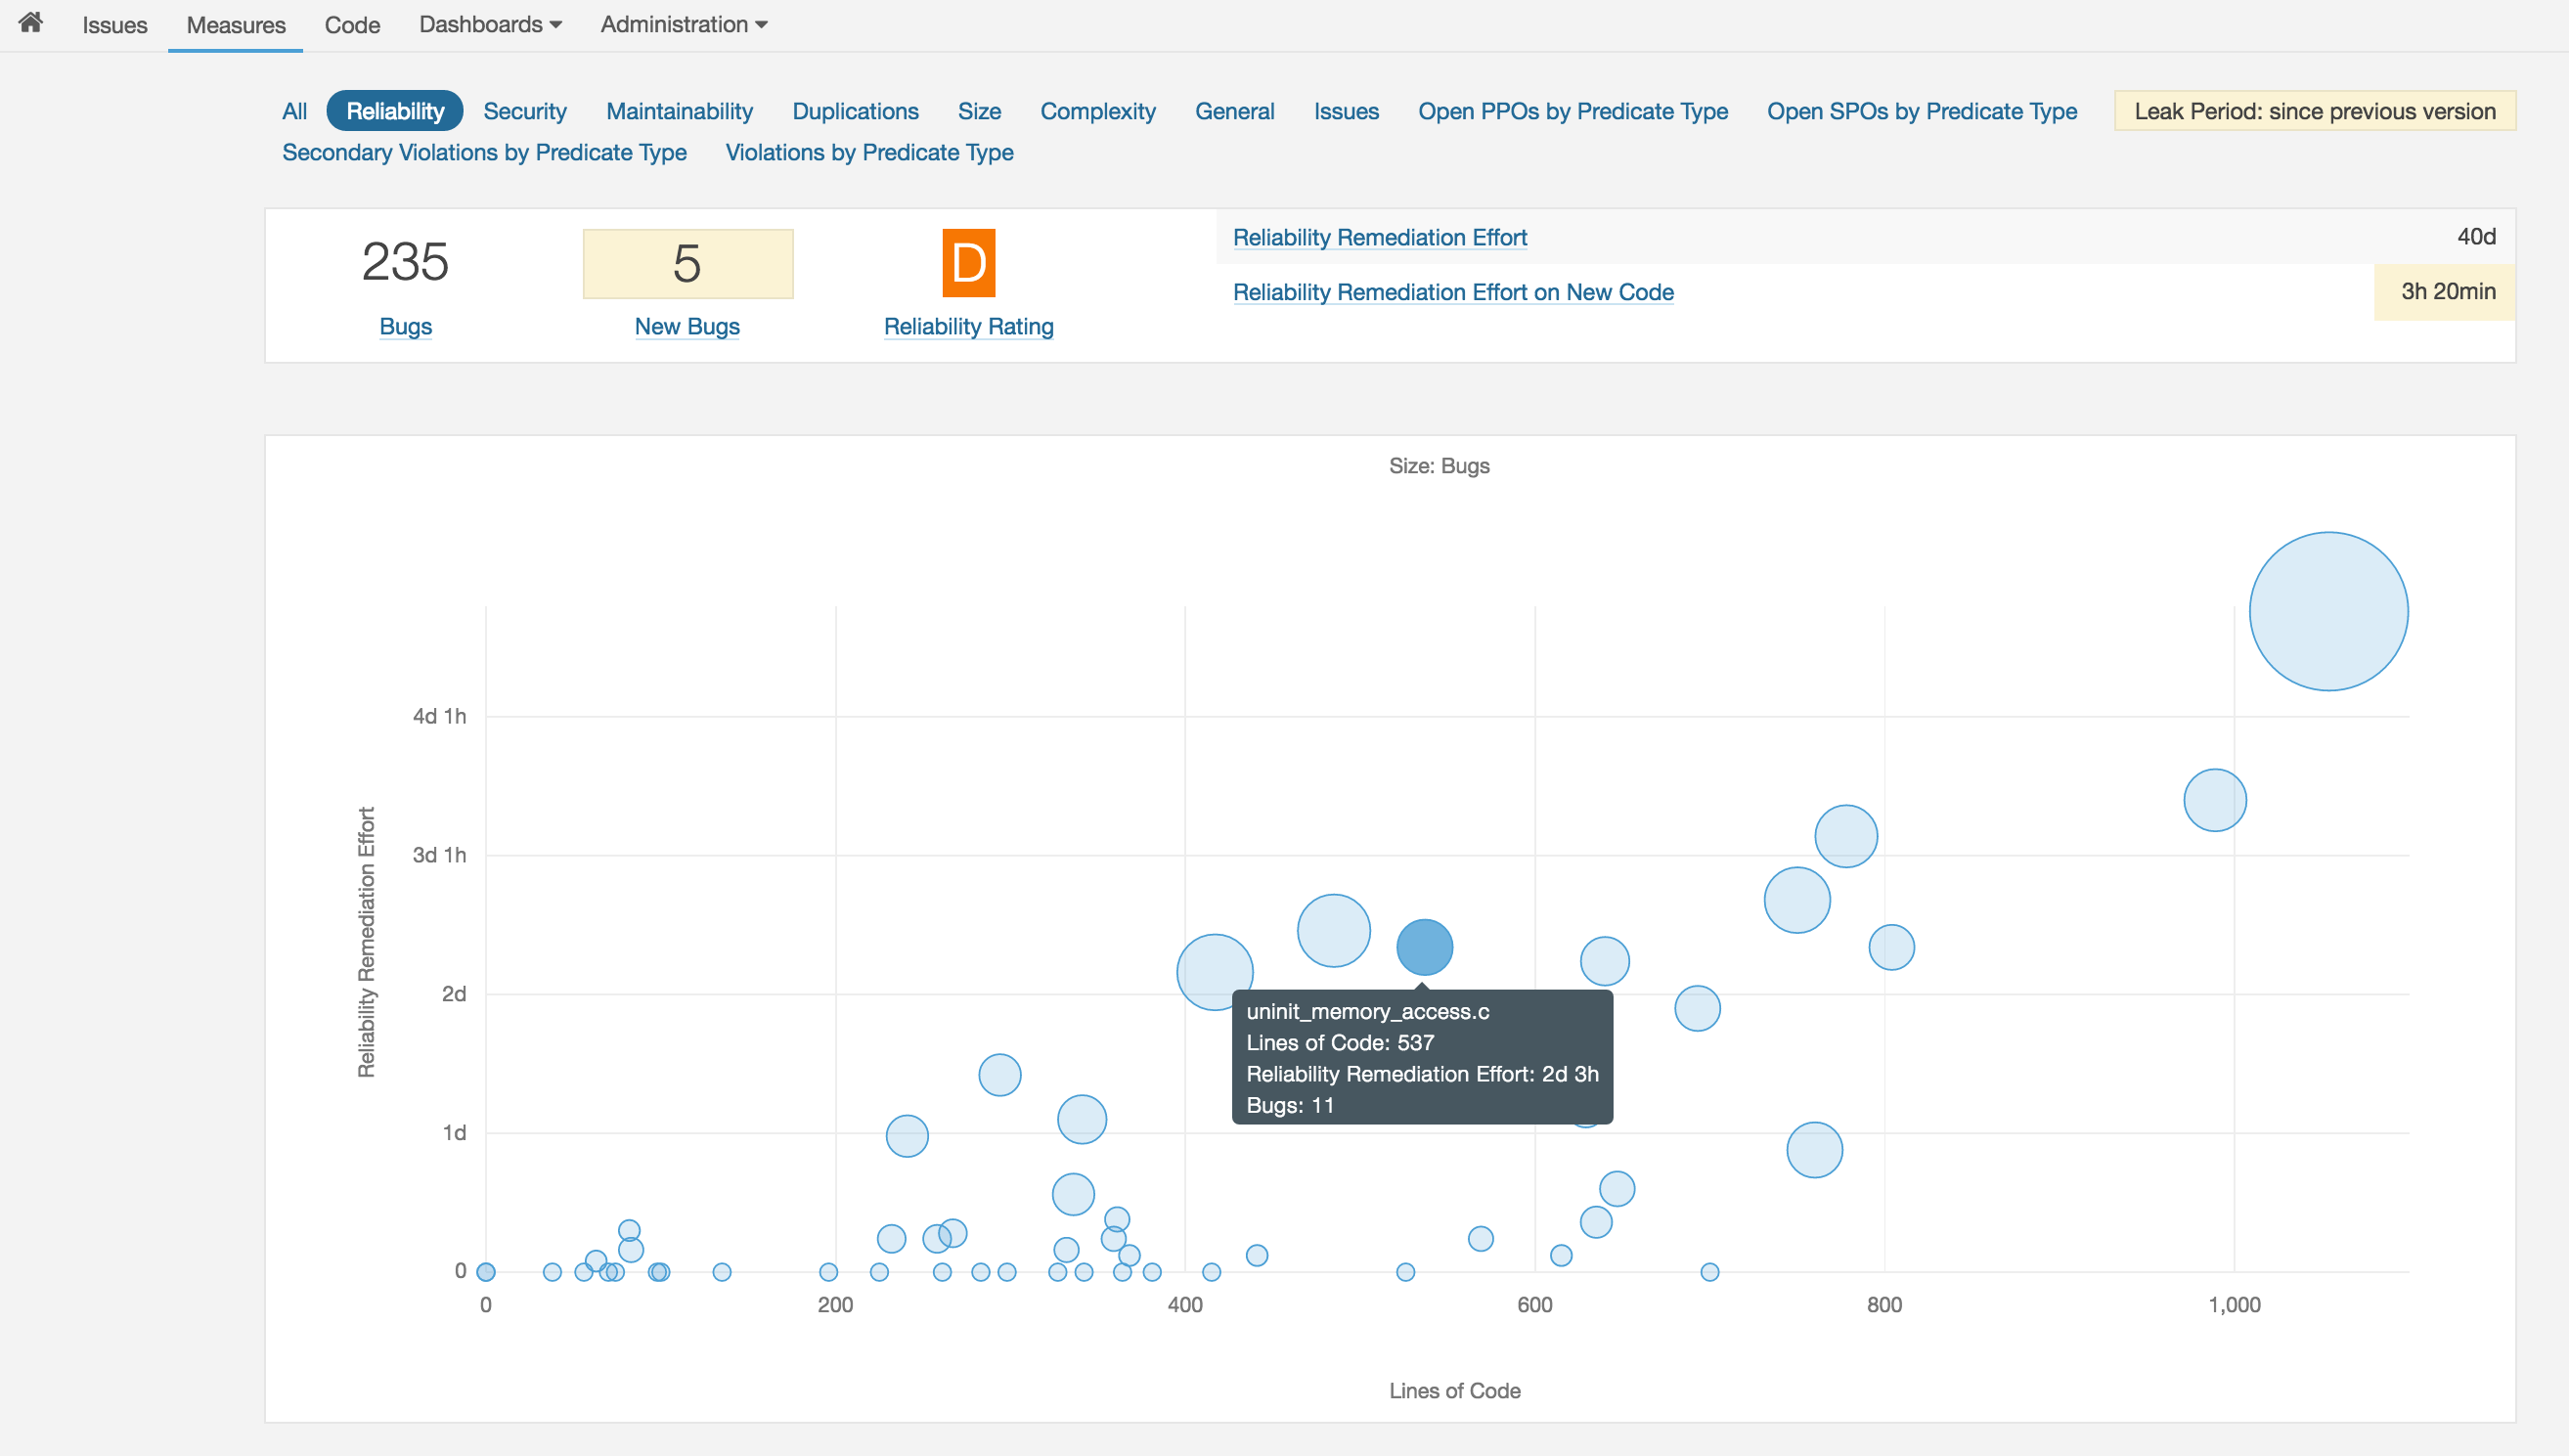 Issues Measures Code Dashboards Administration
All Reliability Security Maintainability Duplications Size Complexity General Issues Open PPOs by Predicate Type Open SPOs by Predicate Type Leak Period: since previous version
Secondary Violations by Predicate Type Violations by Predicate Type
235 5 D
Bugs New Bugs Reliability Rating
Reliability Remediation Effort 40d
Reliability Remediation Effort on New Code 3h 20min
Size: Bugs
Reliability Remediation Effort
4d 1h
3d 1h
2d
1d
0
uninit_memory_access.c
Lines of Code: 537
Reliability Remediation Effort: 2d 3h
Bugs: 11
0 200 400 600 800 1,000
Lines of Code